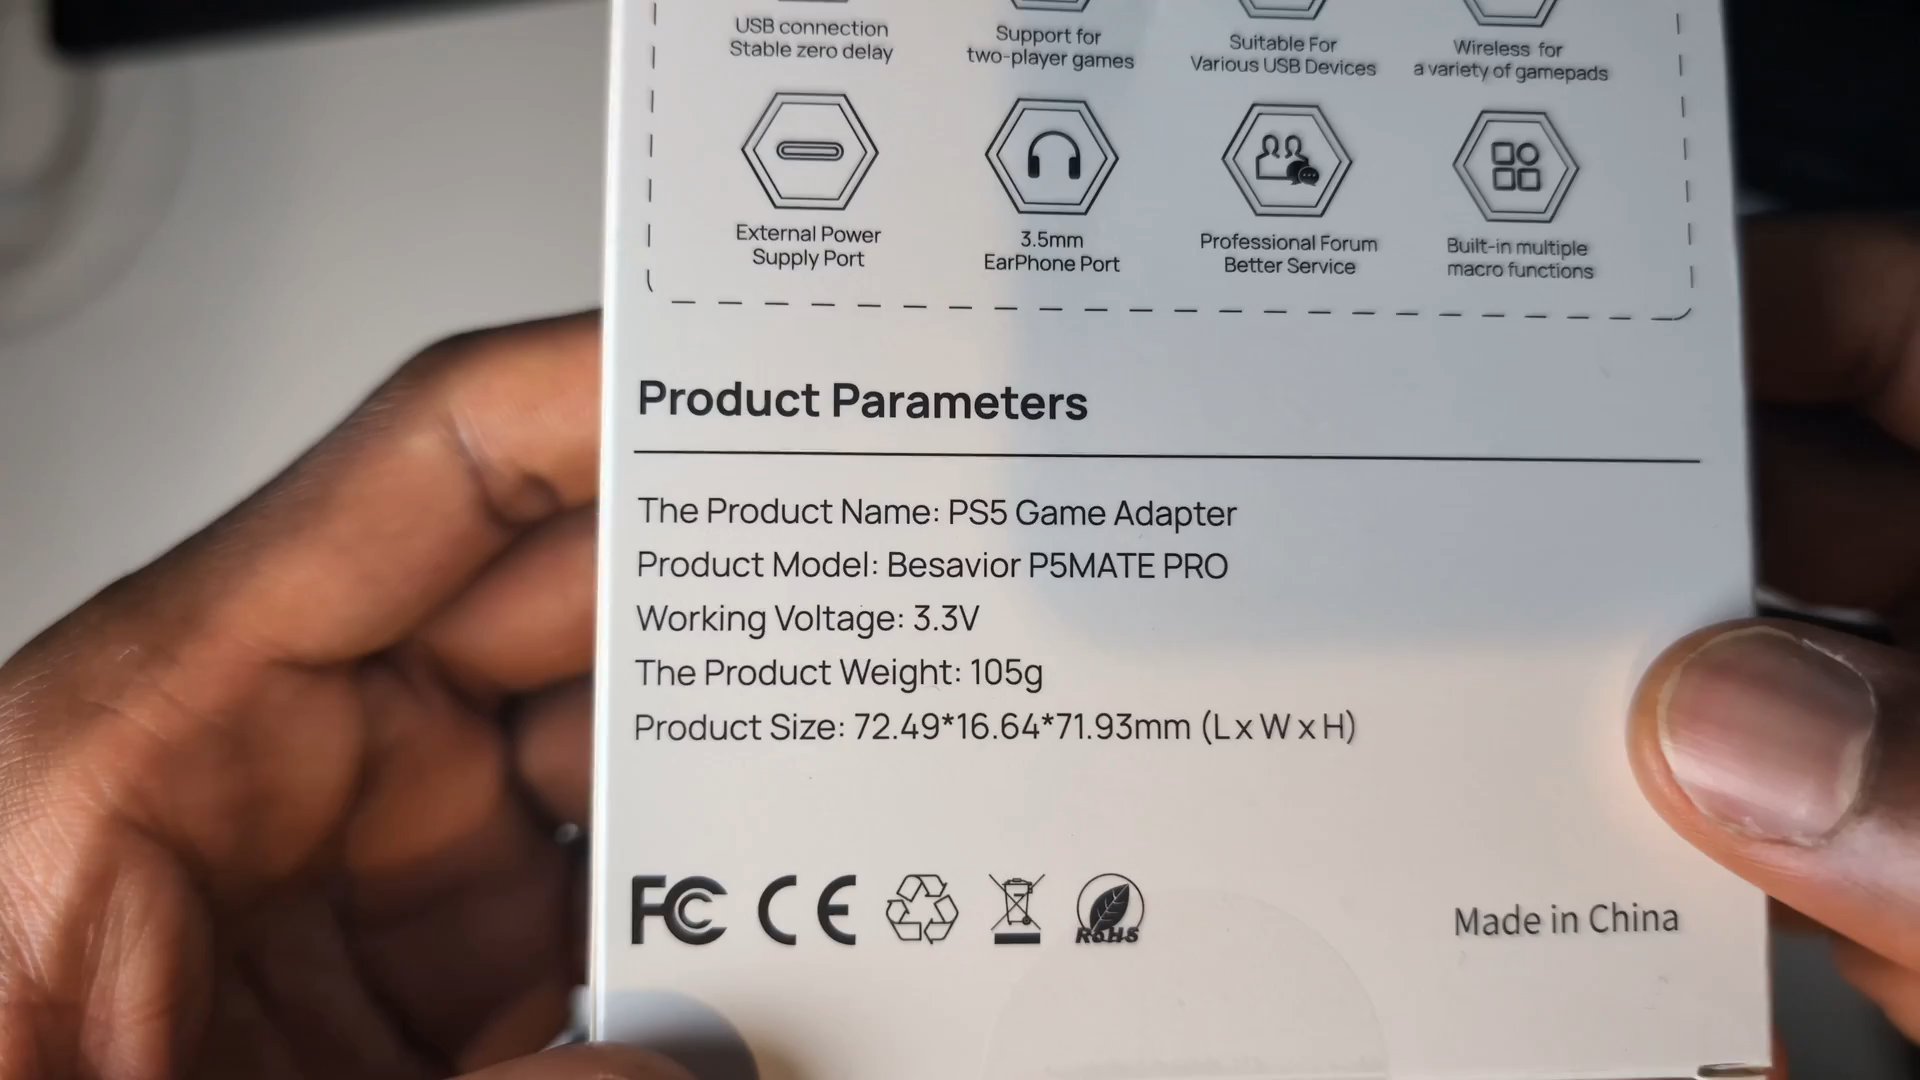 USB connection
Stable zero delay
Support for
two-player games
Suitable For
Various USB Devices
Wireless for
a variety of gamepads
External Power
Supply Port
3.5mm
EarPhone Port
Professional Forum
Better Service
Built-in multiple
macro functions
Product Parameters
The Product Name: PS5 Game Adapter
Product Model: Besavior P5MATE PRO
Working Voltage: 3.3V
The Product Weight: 105g
Product Size: 72.49*16.64*71.93mm (L x W x H)
FC CE RoHS
Made in China